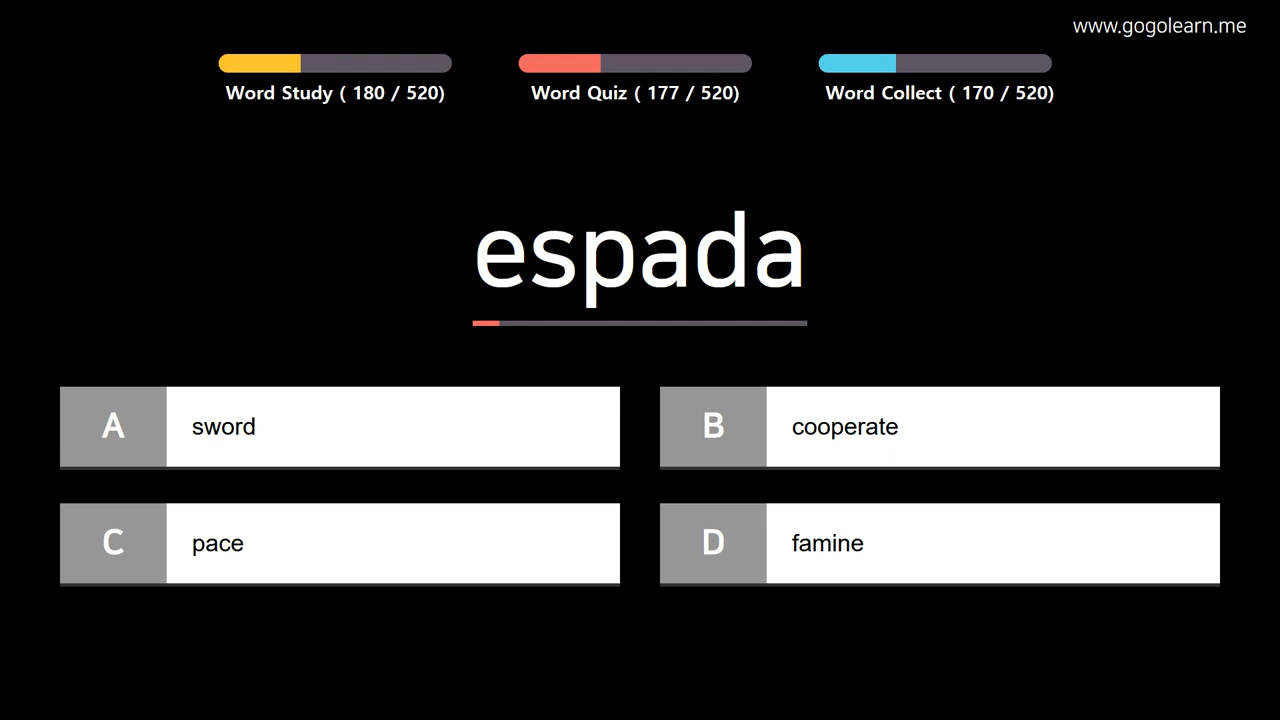 www.gogolearn.me
Word Study ( 180 / 520)
Word Quiz ( 177 / 520)
Word Collect ( 170 / 520)
espada
A sword
B cooperate
C pace
D famine